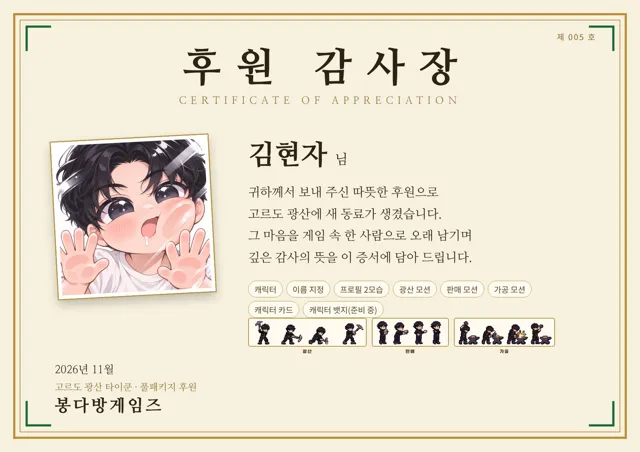 제 005 호
후원 감사장
CERTIFICATE OF APPRECIATION
김현자 님
귀하께서 보내 주신 따뜻한 후원으로
고르도 광산에 새 동료가 생겼습니다.
그 마음을 게임 속 한 사람으로 오래 남기며
깊은 감사의 뜻을 이 증서에 담아 드립니다.
캐릭터 이름 지정 프로필 2모습 광산 모션 판매 모션 가공 모션
캐릭터 카드 캐릭터 뱃지(준비 중)
광산 판매 가공
2026년 11월
고르도 광산 타이쿤 · 풀패키지 후원
봉다방게임즈